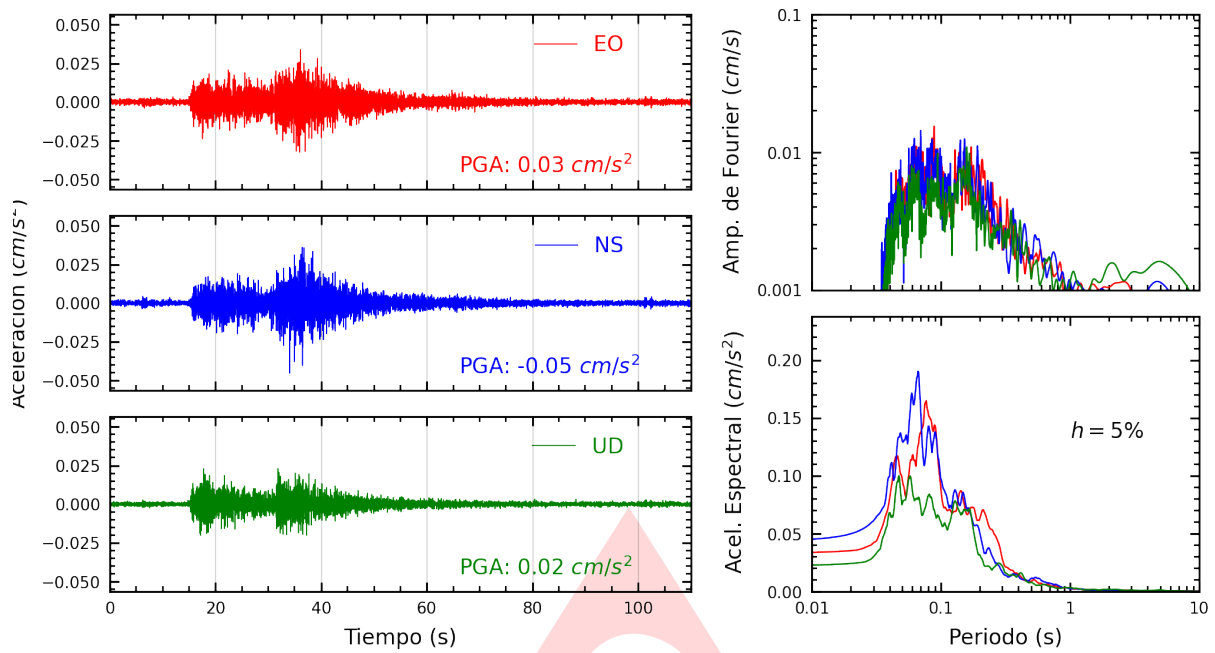 0.050
0.025
0.000
−0.025
−0.050
EO
PGA: 0.03 cm/s²
Aceleracion (cm/s²)
0.050
0.025
0.000
−0.025
−0.050
NS
PGA: -0.05 cm/s²
0.050
0.025
0.000
−0.025
−0.050
UD
PGA: 0.02 cm/s²
0 20 40 60 80 100
Tiempo (s)
Amp. de Fourier (cm/s)
0.1
0.01
0.001
Acel. Espectral (cm/s²)
0.20
0.15
0.10
0.05
0.00
h = 5%
0.01 0.1 1 10
Periodo (s)